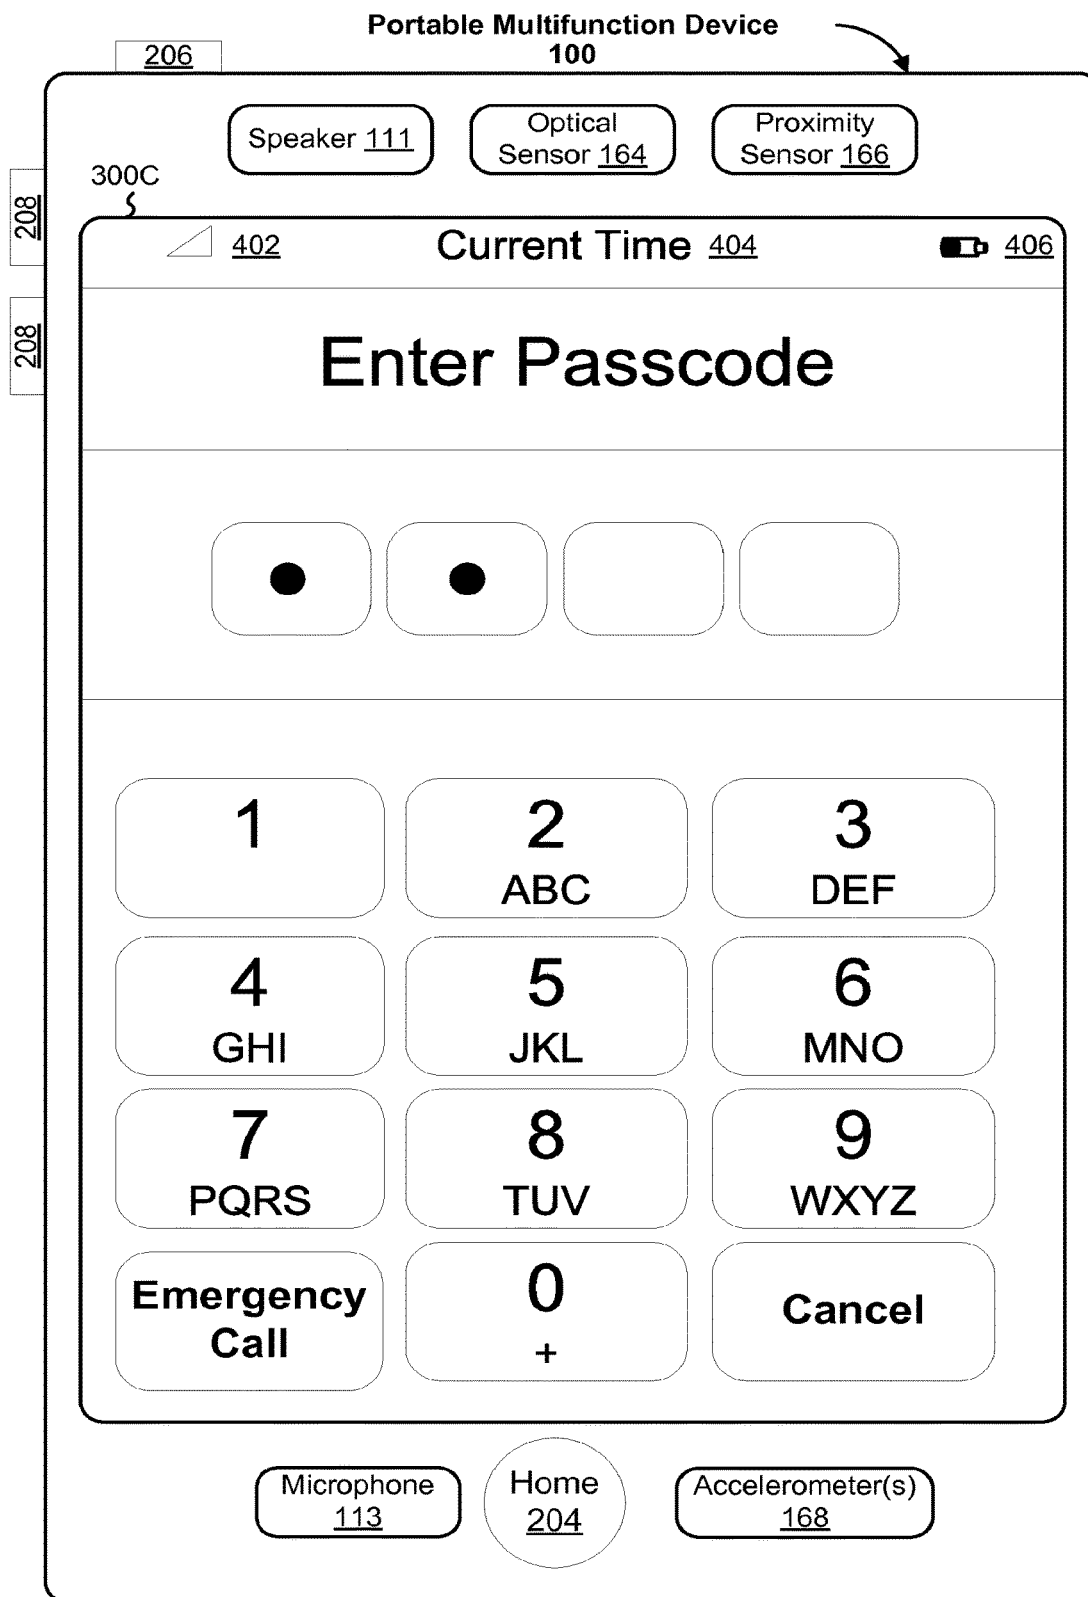 Portable Multifunction Device
100
206
Speaker 111
Optical
Sensor 164
Proximity
Sensor 166
300C
208
402
Current Time 404
406
208
Enter Passcode
1
2
3
ABC
DEF
4
5
6
GHI
JKL
MNO
7
8
9
PQRS
TUV
WXYZ
Emergency
Call
0
+
Cancel
Microphone
113
Home
204
Accelerometer(s)
168